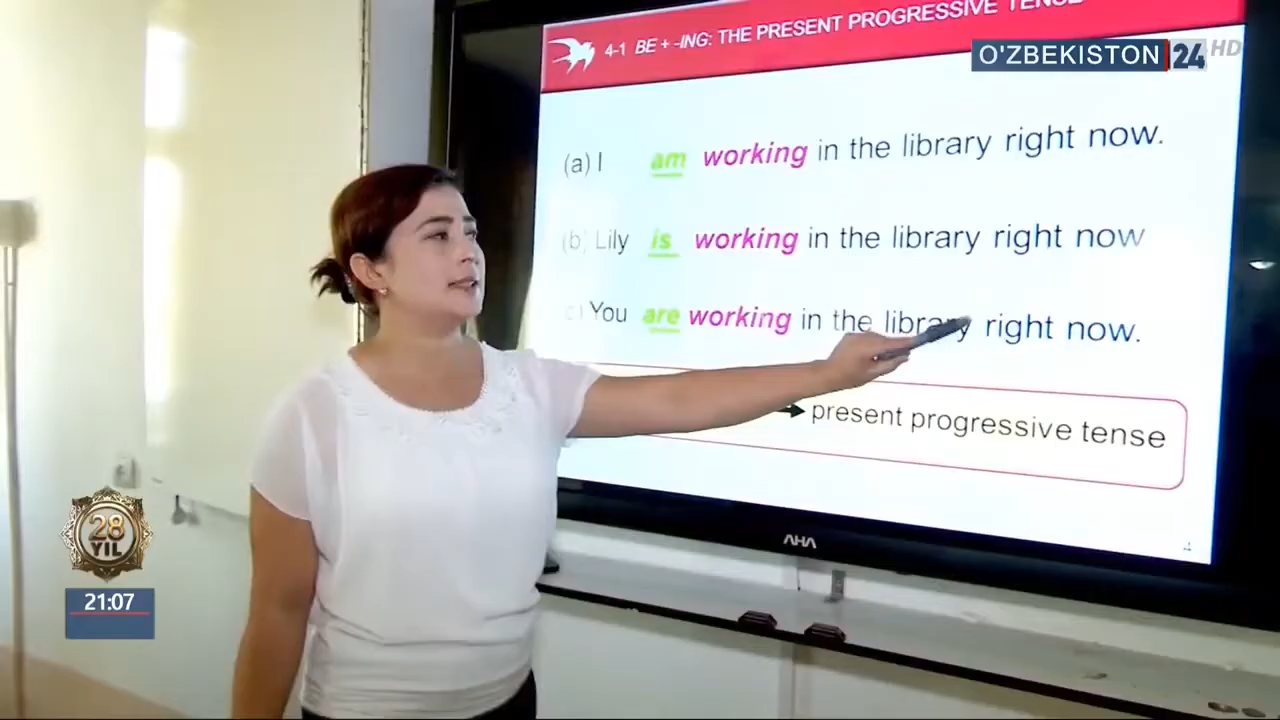 4-1 BE + -ING: THE PRESENT PROGRESSIVE TENSE
O'ZBEKISTON 24 HD
(a) I am working in the library right now.
(b) Lily is working in the library right now
(c) You are working in the library right now.
present progressive tense
AHA
4
28
YIL
21:07